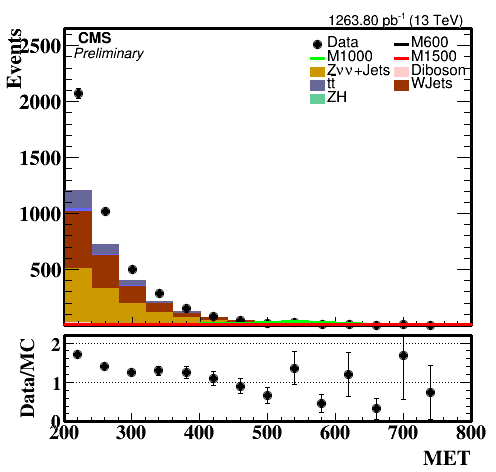 1263.80 pb⁻¹ (13 TeV)
CMS
Preliminary
Data
M600
M1000
M1500
Zνν+Jets
Diboson
tt
WJets
ZH
Events
2500
2000
1500
1000
500
Data/MC
2
1
0
200 300 400 500 600 700 800
MET